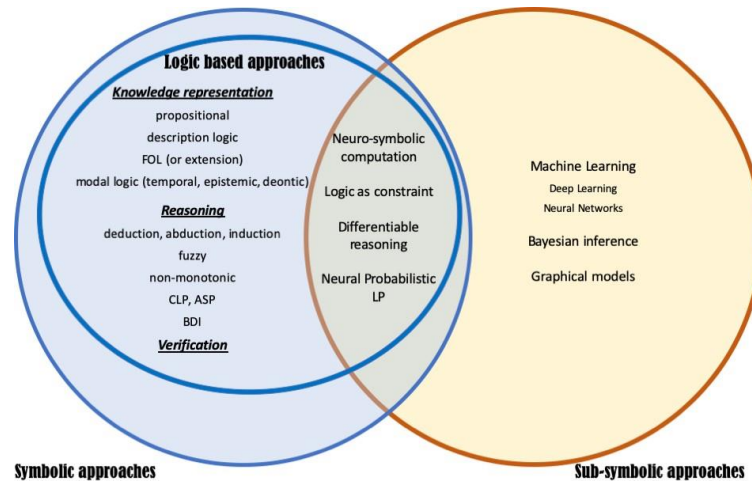 Logic based approaches
Knowledge representation
propositional
description logic
FOL (or extension)
modal logic (temporal, epistemic, deontic)
Reasoning
deduction, abduction, induction
fuzzy
non-monotonic
CLP, ASP
BDI
Verification
Neuro-symbolic
computation
Logic as constraint
Differentiable
reasoning
Neural Probabilistic
LP
Machine Learning
Deep Learning
Neural Networks
Bayesian inference
Graphical models
Symbolic approaches
Sub-symbolic approaches